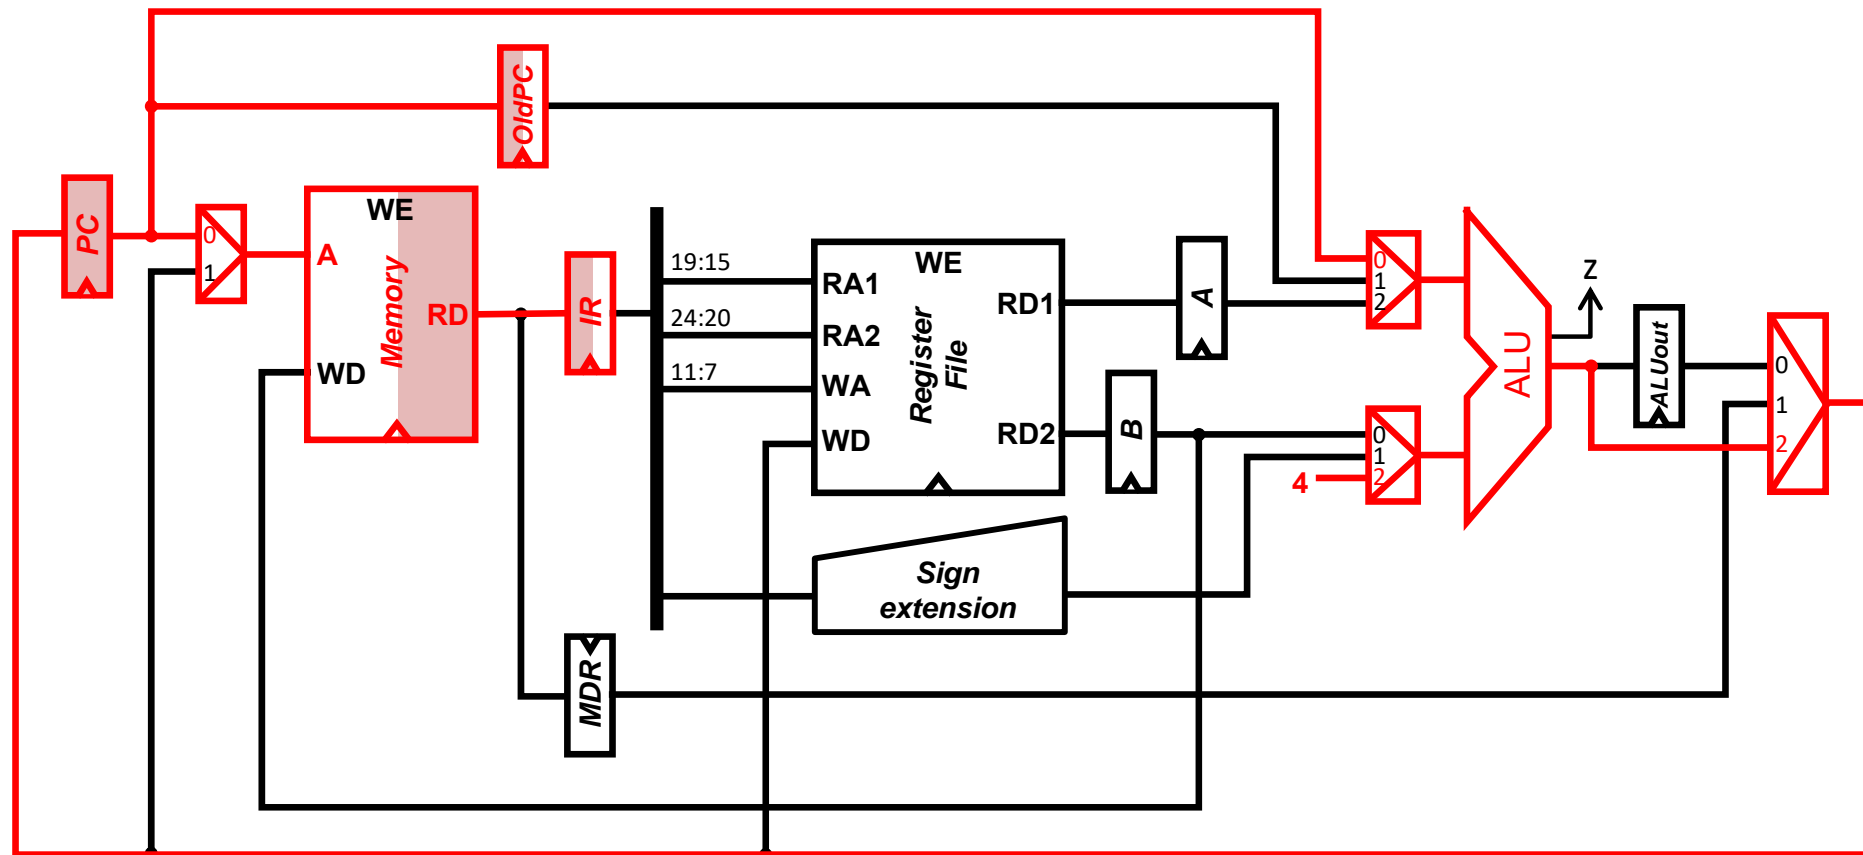 OldPC
PC
0
1
A
WE
Memory
RD
WD
IR
19:15
24:20
11:7
RA1
RA2
WA
WD
WE
Register
File
RD1
RD2
A
B
0
1
2
0
1
2
4
ALU
Z
ALUout
0
1
2
Sign
extension
MDR